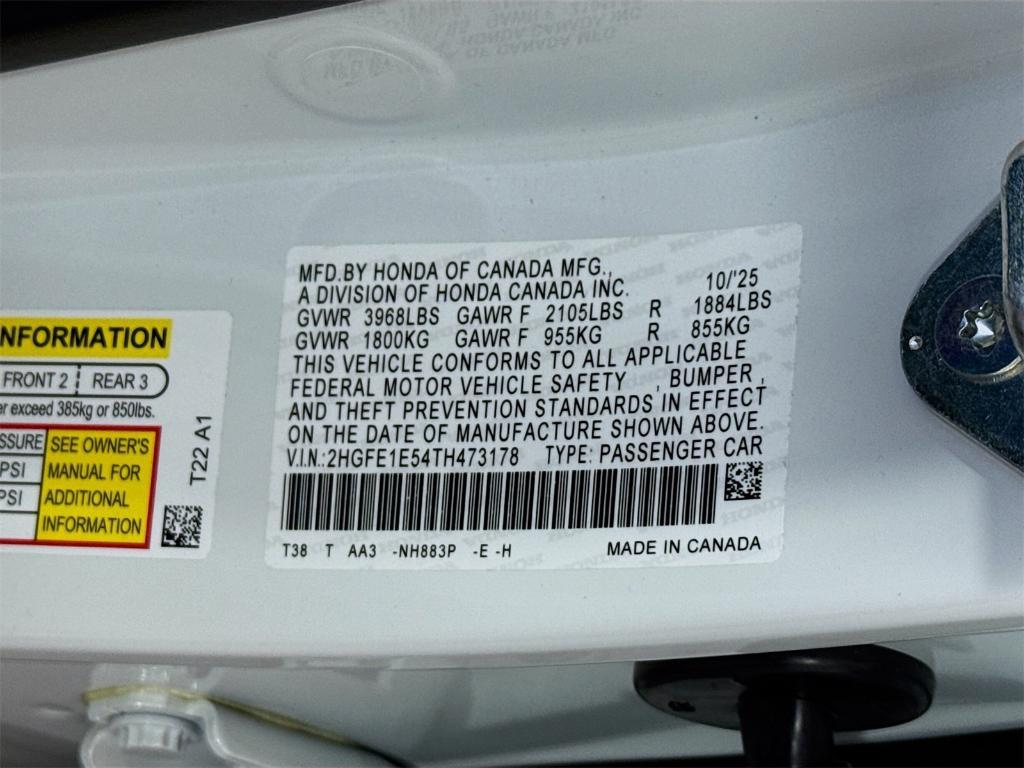 INFORMATION
FRONT 2 REAR 3
exceed 385kg or 850lbs.
SEE OWNER'S
PSI MANUAL FOR
PSI ADDITIONAL
INFORMATION
T22 A1
MFD.BY HONDA OF CANADA MFG.,
A DIVISION OF HONDA CANADA INC. 10/'25
GVWR 3968LBS GAWR F 2105LBS R 1884LBS
GVWR 1800KG GAWR F 955KG R 855KG
THIS VEHICLE CONFORMS TO ALL APPLICABLE
FEDERAL MOTOR VEHICLE SAFETY , BUMPER ,
AND THEFT PREVENTION STANDARDS IN EFFECT
ON THE DATE OF MANUFACTURE SHOWN ABOVE.
V.I.N.:2HGFE1E54TH473178 TYPE: PASSENGER CAR
T38 T AA3 -NH883P -E -H MADE IN CANADA